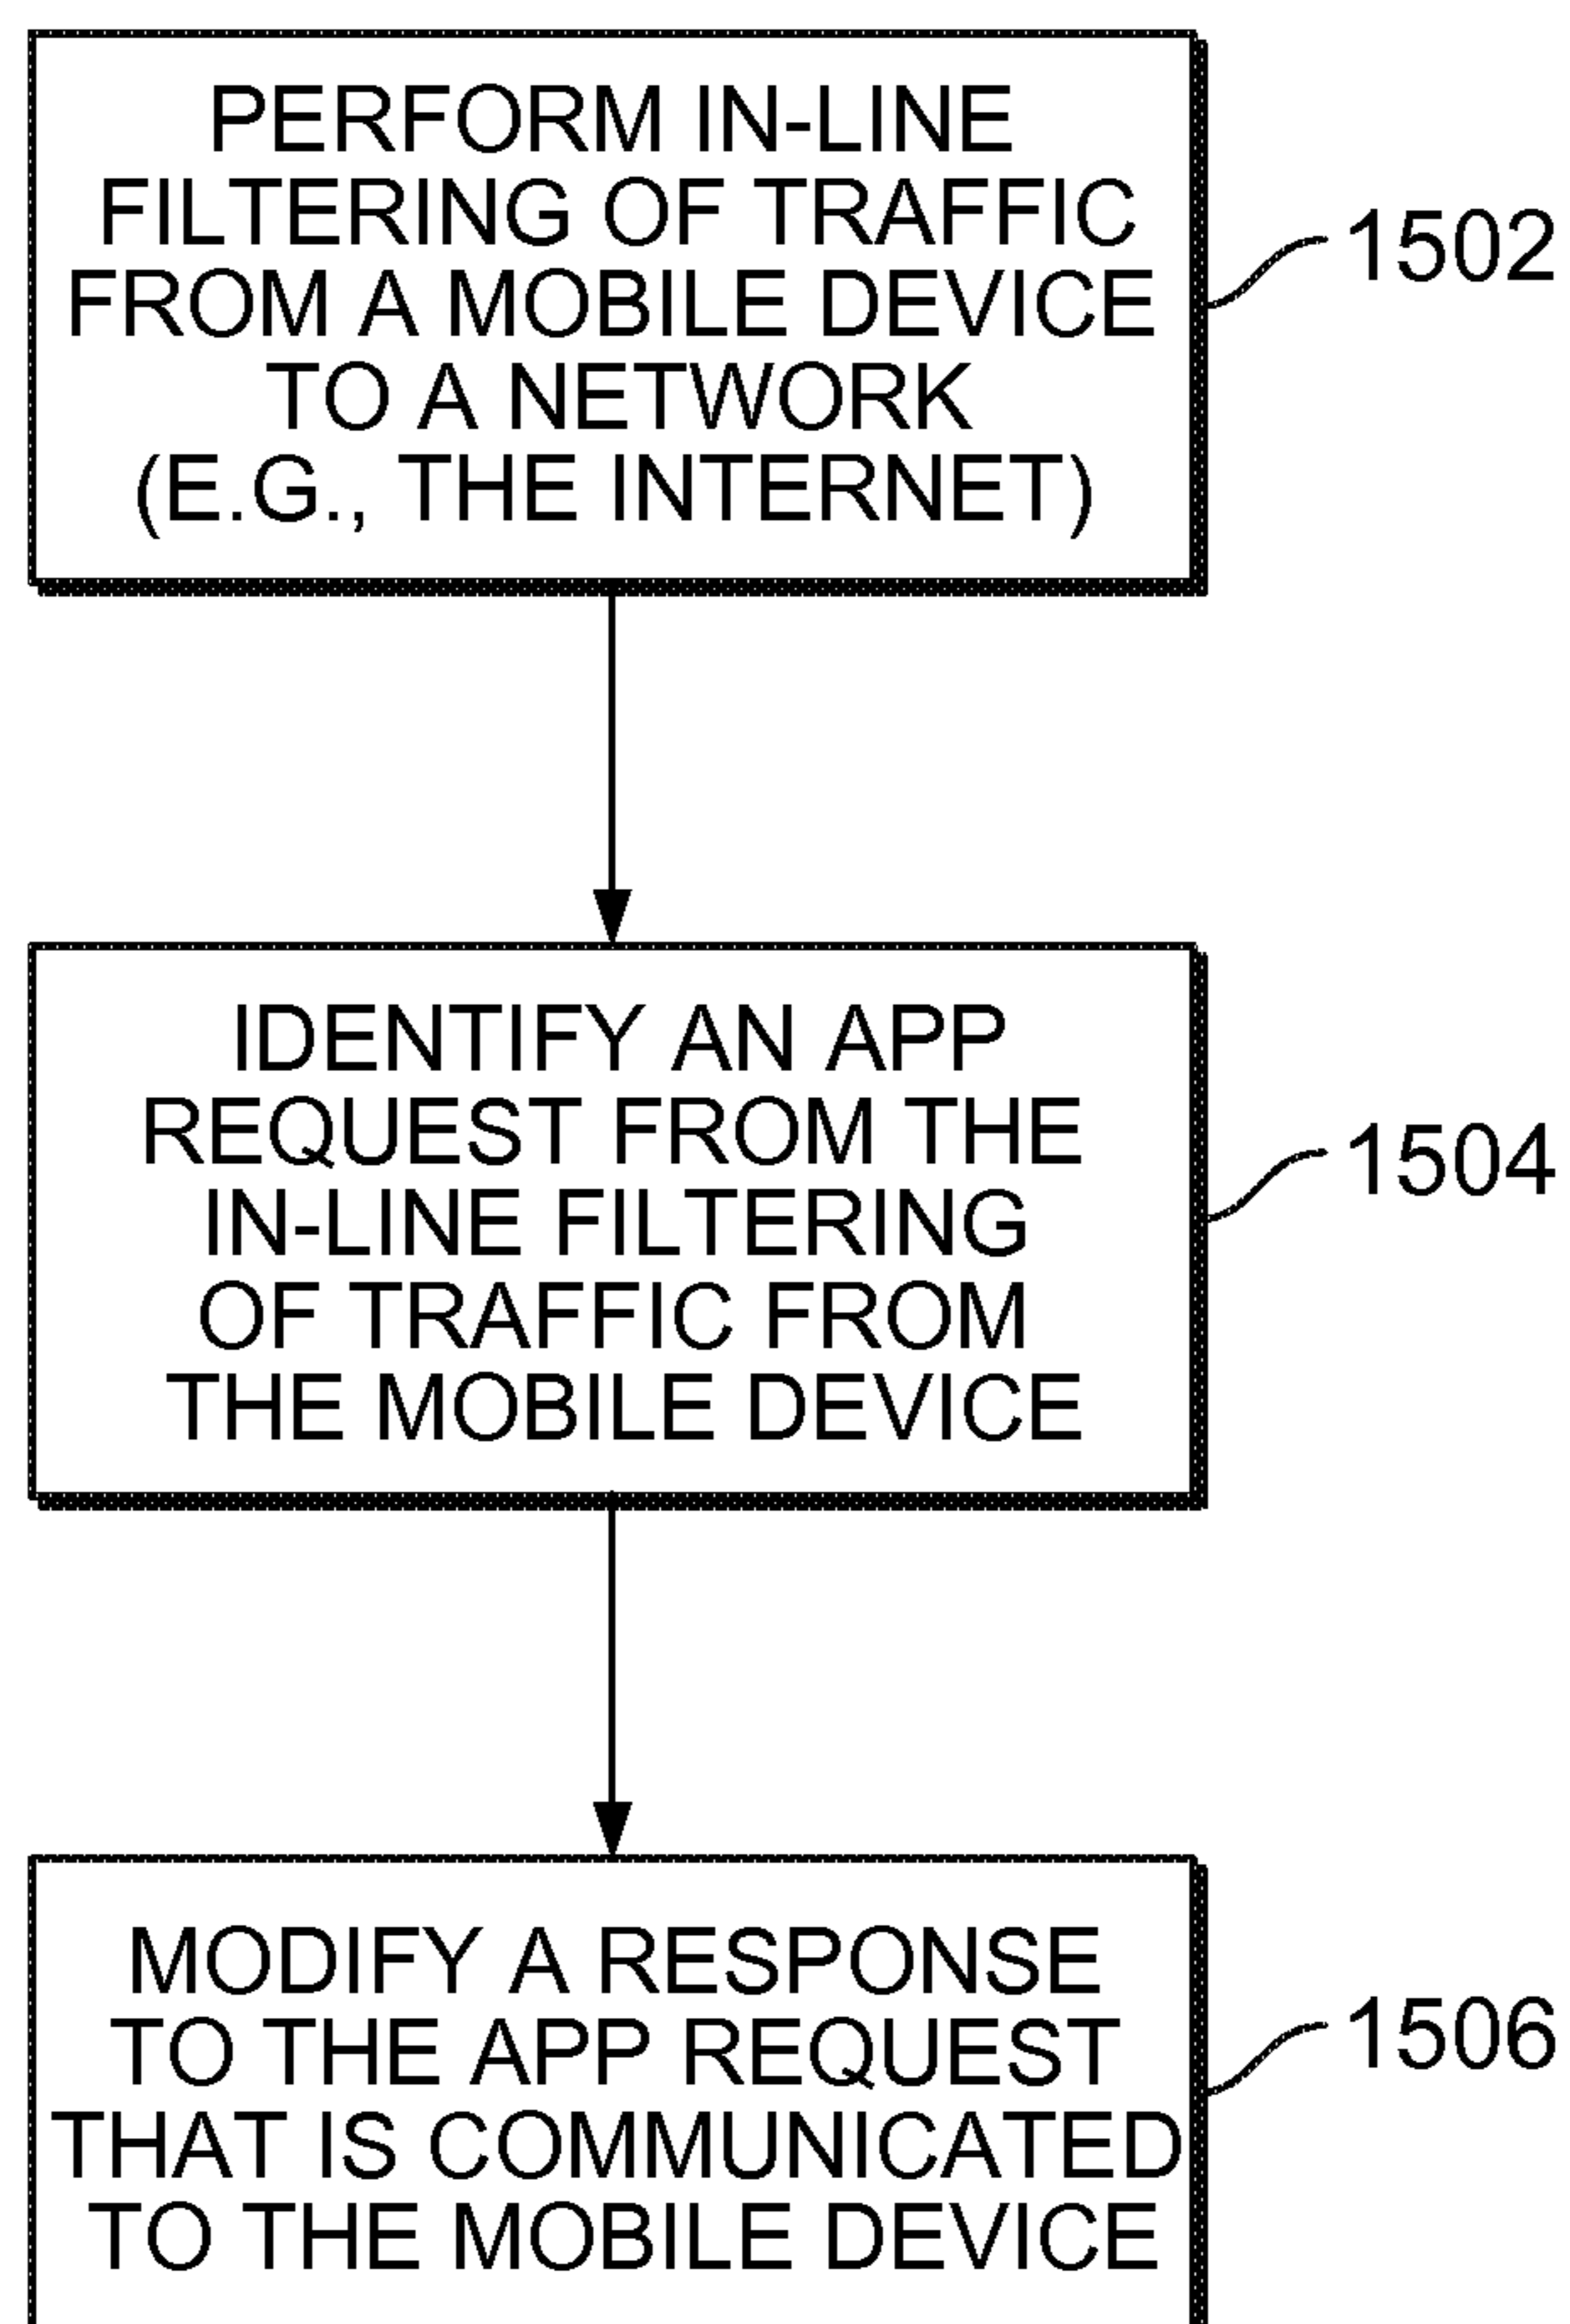 PERFORM IN-LINE
FILTERING OF TRAFFIC
FROM A MOBILE DEVICE
TO A NETWORK
(E.G., THE INTERNET)
1502
IDENTIFY AN APP
REQUEST FROM THE
IN-LINE FILTERING
OF TRAFFIC FROM
THE MOBILE DEVICE
1504
MODIFY A RESPONSE
TO THE APP REQUEST
THAT IS COMMUNICATED
TO THE MOBILE DEVICE
1506